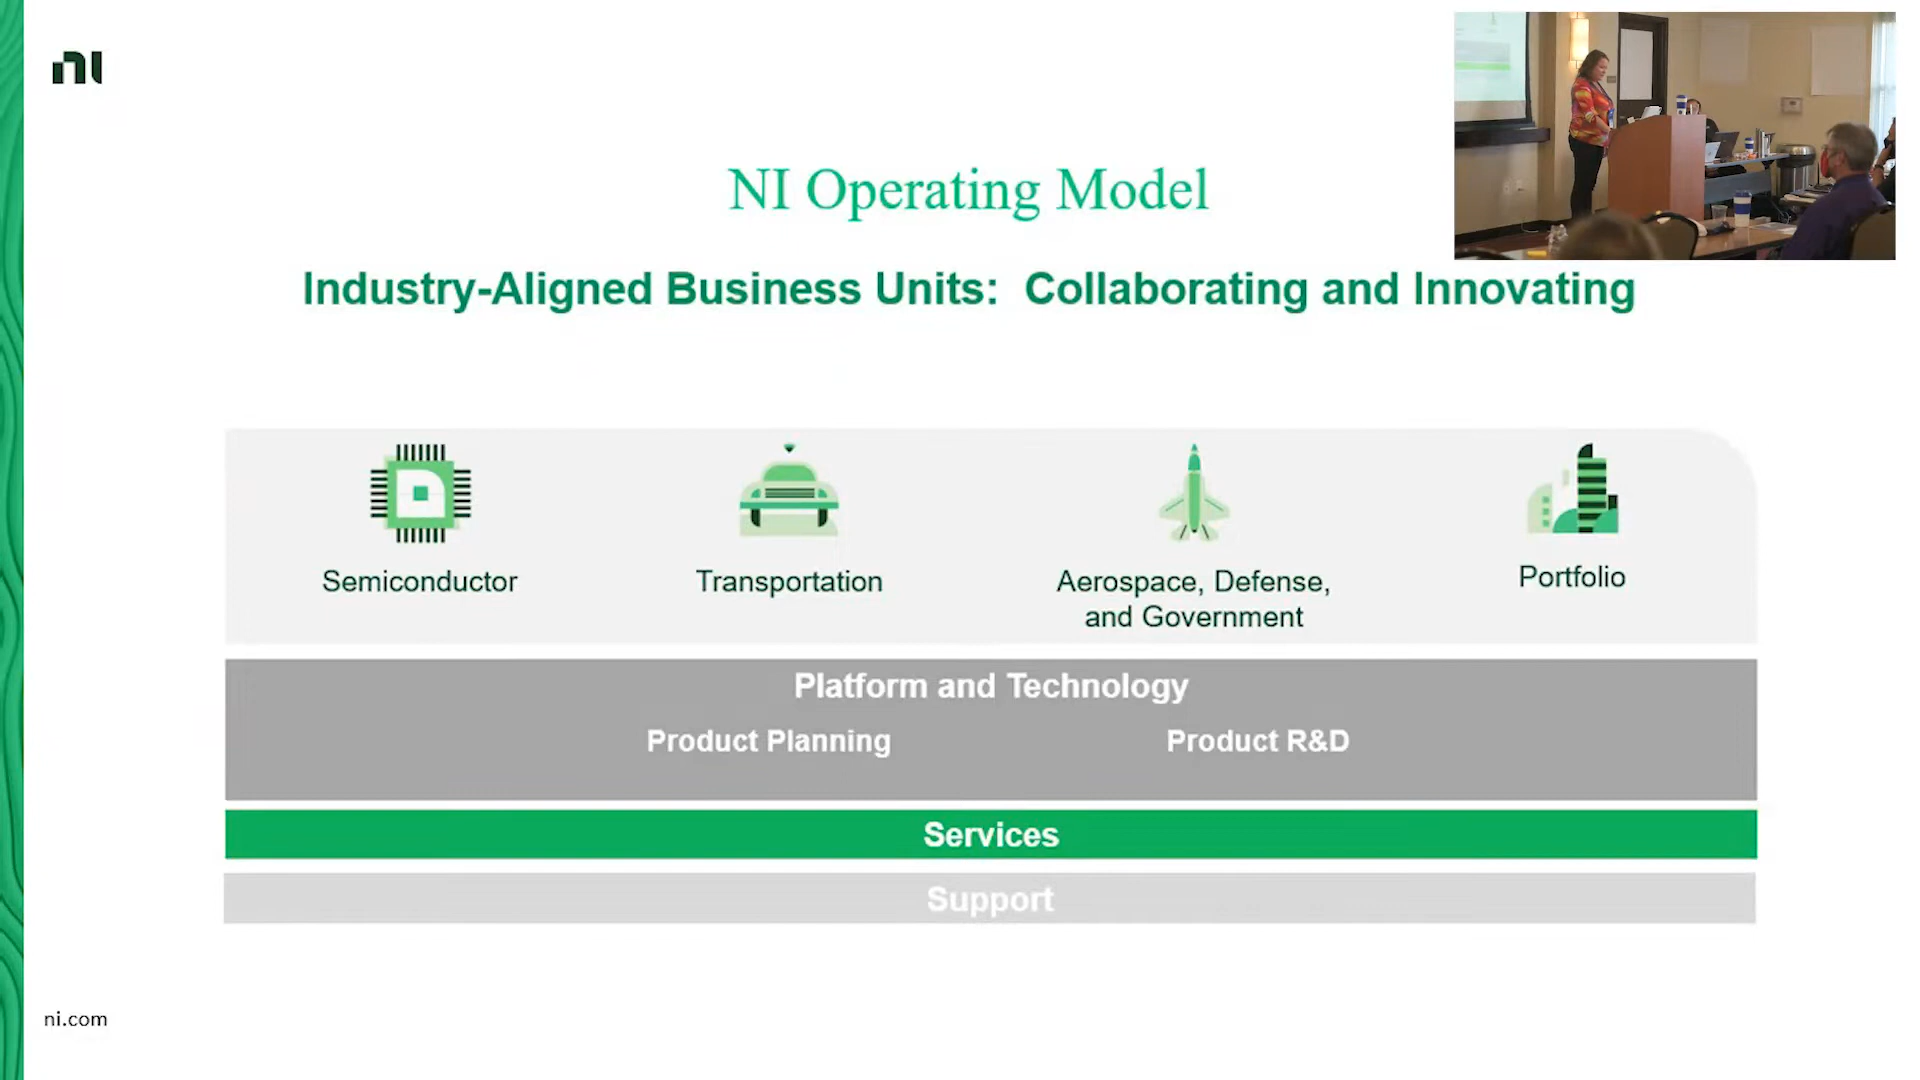 ni
NI Operating Model
Industry-Aligned Business Units: Collaborating and Innovating
Semiconductor
Transportation
Aerospace, Defense,
and Government
Portfolio
Platform and Technology
Product Planning
Product R&D
Services
Support
ni.com